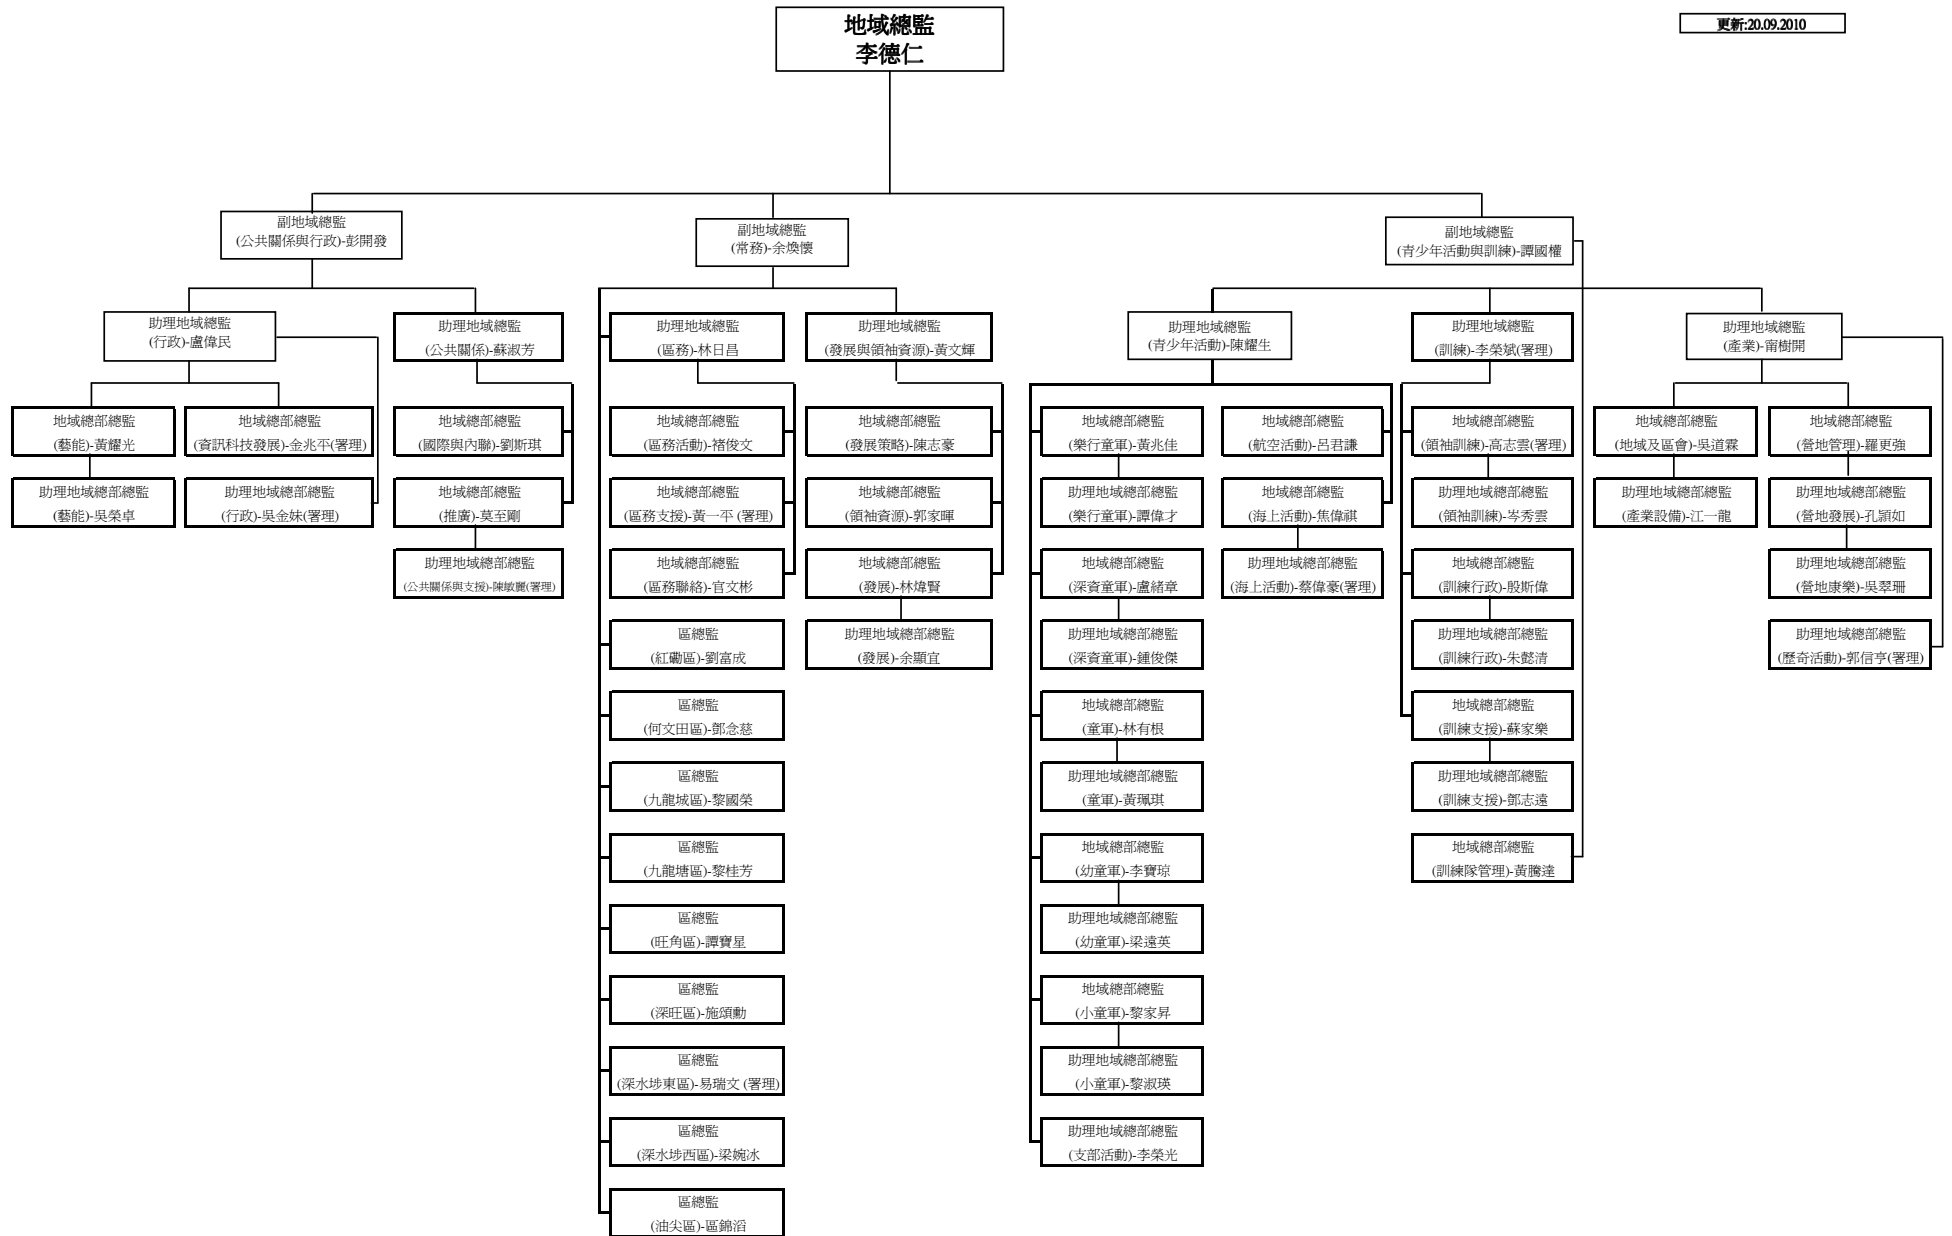 地域總監
李德仁
更新:20.09.2010
副地域總監
(公共關係與行政)-彭開發
副地域總監
(常務)-余煥懷
副地域總監
(青少年活動與訓練)-譚國權
助理地域總監
(行政)-盧偉民
助理地域總監
(公共關係)-蘇淑芳
助理地域總監
(區務)-林日昌
助理地域總監
(發展與領袖資源)-黃文輝
助理地域總監
(青少年活動)-陳耀生
助理地域總監
(訓練)-李榮斌(署理)
助理地域總監
(產業)-甯樹開
地域總部總監
(藝能)-黃耀光
地域總部總監
(資訊科技發展)-金兆平(署理)
地域總部總監
(國際與內聯)-劉斯琪
地域總部總監
(區務活動)-褚俊文
地域總部總監
(發展策略)-陳志豪
地域總部總監
(樂行童軍)-黃兆佳
地域總部總監
(航空活動)-呂君謙
地域總部總監
(領袖訓練)-高志雲(署理)
地域總部總監
(地域及區會)-吳道霖
地域總部總監
(營地管理)-羅更強
助理地域總部總監
(藝能)-吳榮卓
助理地域總部總監
(行政)-吳金妹(署理)
地域總部總監
(推廣)-莫至剛
地域總部總監
(區務支援)-黃一平 (署理)
地域總部總監
(領袖資源)-郭家暉
助理地域總部總監
(樂行童軍)-譚偉才
地域總部總監
(海上活動)-焦偉祺
助理地域總部總監
(領袖訓練)-岑秀雲
助理地域總部總監
(產業設備)-江一龍
助理地域總部總監
(營地發展)-孔頴如
助理地域總部總監
(公共關係與支援)-陳敏麗(署理)
地域總部總監
(區務聯絡)-官文彬
地域總部總監
(發展)-林煒賢
地域總部總監
(深資童軍)-盧緒章
助理地域總部總監
(海上活動)-蔡偉豪(署理)
地域總部總監
(訓練行政)-殷斯偉
助理地域總部總監
(營地康樂)-吳翠珊
區總監
(紅磡區)-劉富成
助理地域總部總監
(發展)-余顯宜
助理地域總部總監
(深資童軍)-鍾俊傑
助理地域總部總監
(訓練行政)-朱懿清
助理地域總部總監
(歷奇活動)-郭信亨(署理)
區總監
(何文田區)-鄧念慈
地域總部總監
(童軍)-林有根
地域總部總監
(訓練支援)-蘇家樂
區總監
(九龍城區)-黎國榮
助理地域總部總監
(童軍)-黃珮琪
助理地域總部總監
(訓練支援)-鄧志遠
區總監
(九龍塘區)-黎桂芳
地域總部總監
(幼童軍)-李寶琼
地域總部總監
(訓練隊管理)-黃騰達
區總監
(旺角區)-譚寶星
助理地域總部總監
(幼童軍)-梁遠英
區總監
(深旺區)-施頌勳
地域總部總監
(小童軍)-黎家昇
區總監
(深水埗東區)-易瑞文 (署理)
助理地域總部總監
(小童軍)-黎淑瑛
區總監
(深水埗西區)-梁婉冰
助理地域總部總監
(支部活動)-李榮光
區總監
(油尖區)-區錦滔